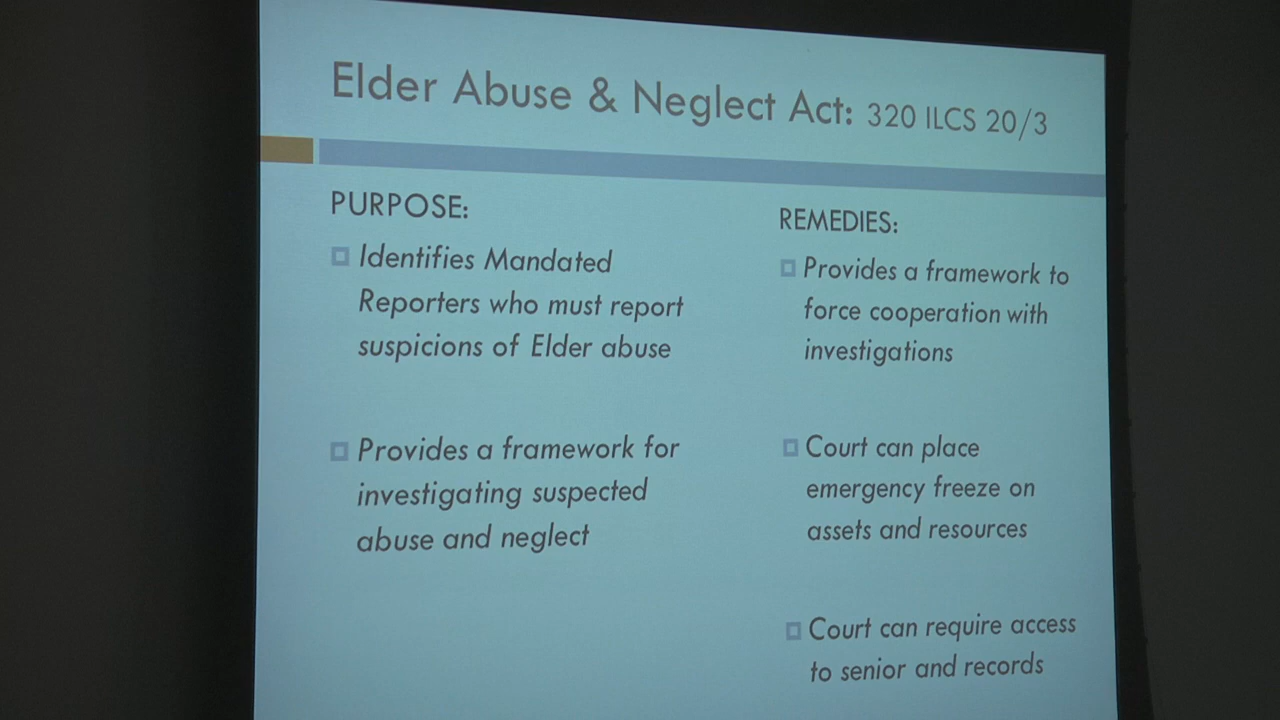 Elder Abuse & Neglect Act: 320 ILCS 20/3
PURPOSE:
Identifies Mandated
Reporters who must report
suspicions of Elder abuse
Provides a framework for
investigating suspected
abuse and neglect
REMEDIES:
Provides a framework to
force cooperation with
investigations
Court can place
emergency freeze on
assets and resources
Court can require access
to senior and records